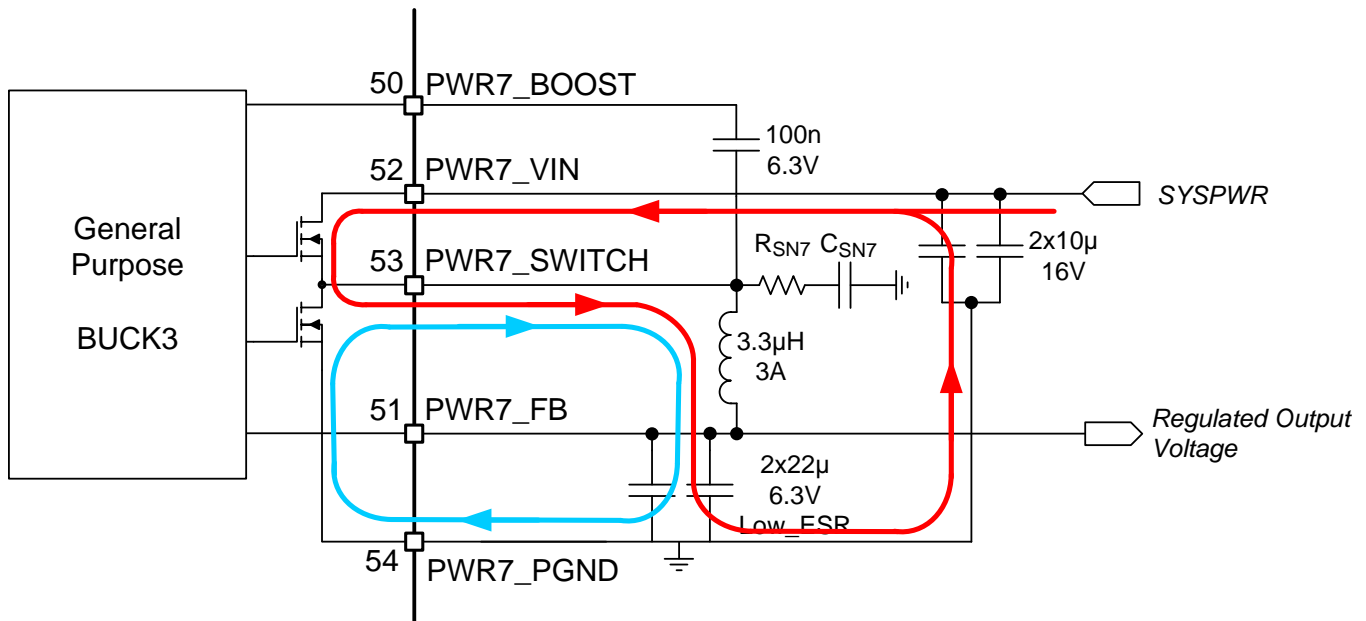 50 PWR7_BOOST
100n
6.3V
52 PWR7_VIN
SYSPWR
General
Purpose
BUCK3
53 PWR7_SWITCH
RSN7 CSN7
2x10µ
16V
3.3µH
3A
51 PWR7_FB
Regulated Output
Voltage
2x22µ
6.3V
Low_ESR
54 PWR7_PGND